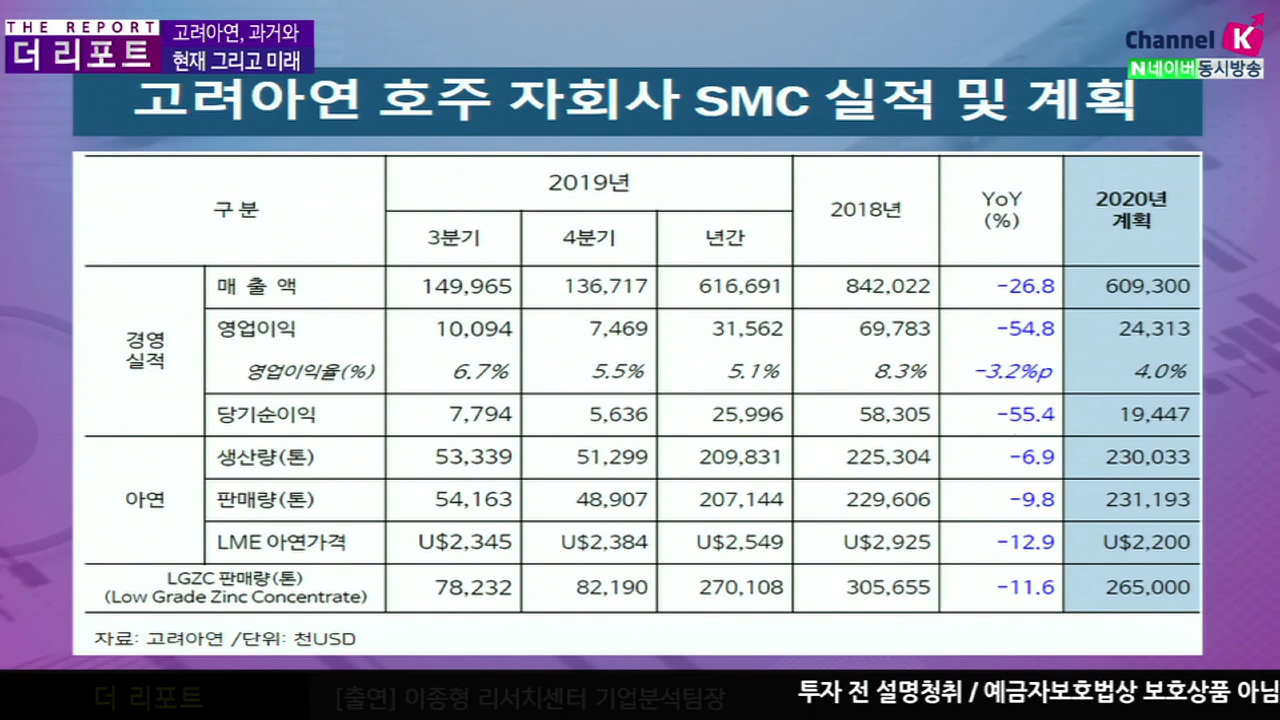 THE REPORT
더 리포트
고려아연, 과거와
현재 그리고 미래
Channel K
N 네이버 동시방송
고려아연 호주 자회사 SMC 실적 및 계획
구 분 2019년 2018년 YoY (%) 2020년 계획
3분기 4분기 년간
경영 실적
매 출 액 149,965 136,717 616,691 842,022 -26.8 609,300
영업이익 10,094 7,469 31,562 69,783 -54.8 24,313
영업이익율(%) 6.7% 5.5% 5.1% 8.3% -3.2%p 4.0%
당기순이익 7,794 5,636 25,996 58,305 -55.4 19,447
아연
생산량(톤) 53,339 51,299 209,831 225,304 -6.9 230,033
판매량(톤) 54,163 48,907 207,144 229,606 -9.8 231,193
LME 아연가격 U$2,345 U$2,384 U$2,549 U$2,925 -12.9 U$2,200
LGZC 판매량(톤)
(Low Grade Zinc Concentrate) 78,232 82,190 270,108 305,655 -11.6 265,000
자료: 고려아연 /단위: 천USD
더 리포트
[출연] 이종형 리서치센터 기업분석팀장
투자 전 설명청취 / 예금자보호법상 보호상품 아님